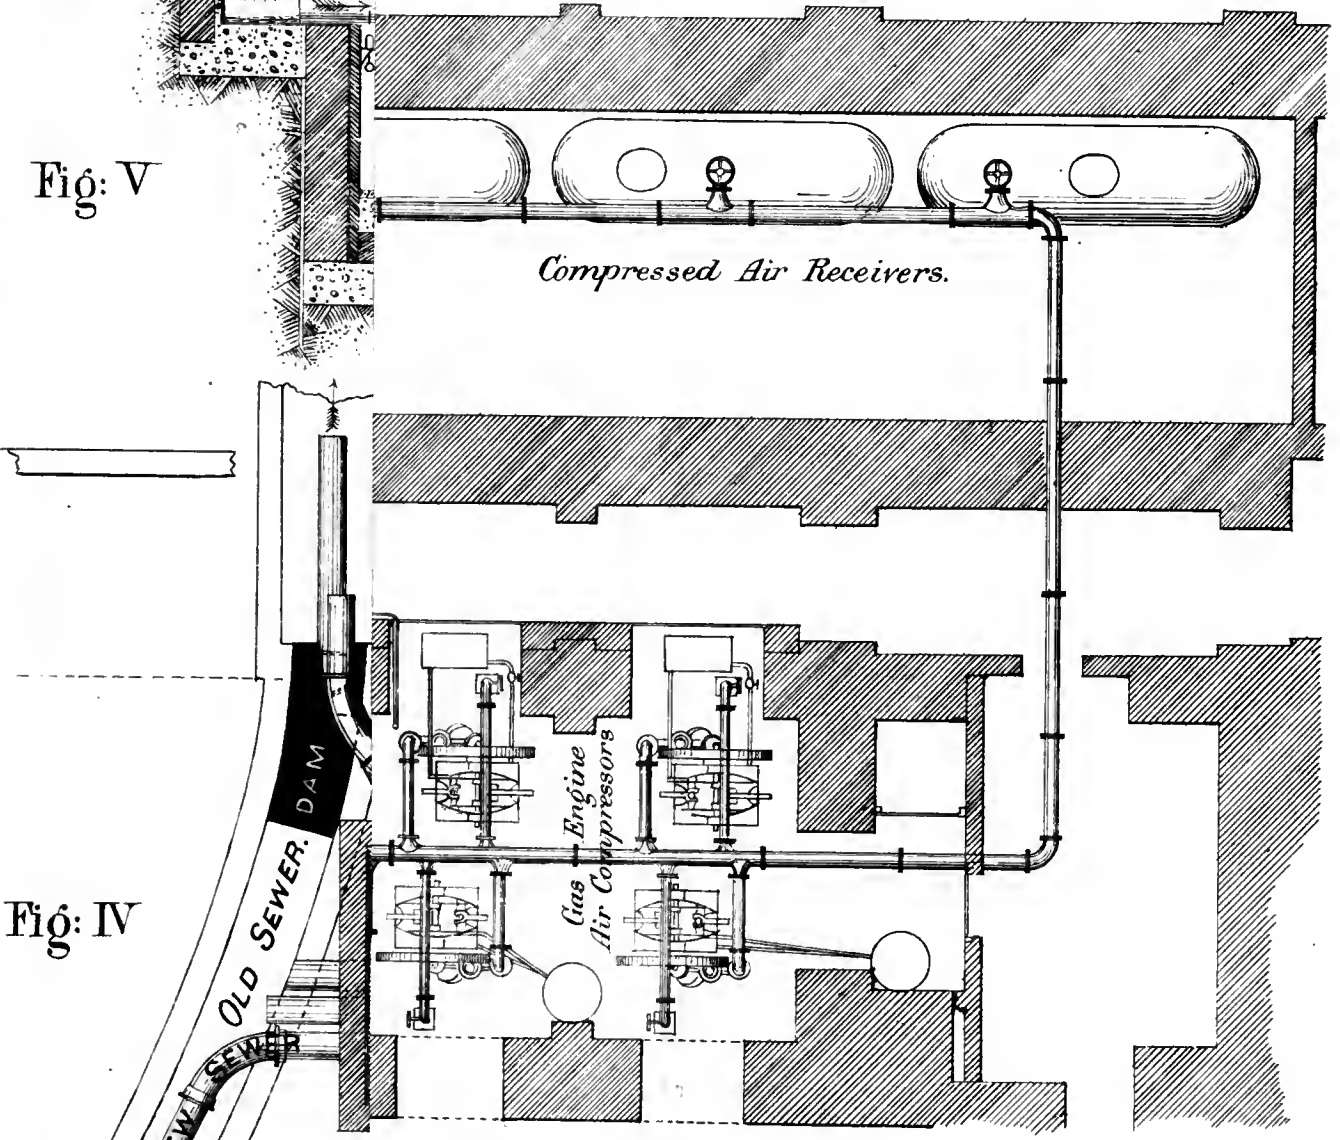 Fig: V
Compressed Air Receivers.
DAM
Gas Engine
Air Compressors
Fig: IV
OLD SEWER.
SEWER